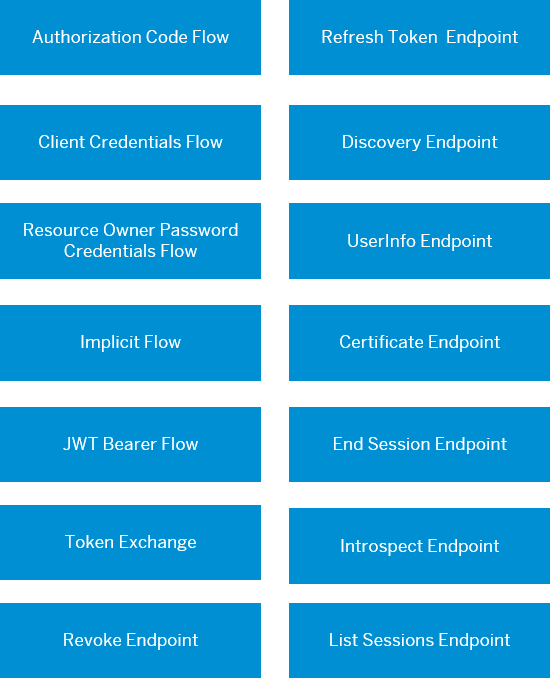 Authorization Code Flow
Refresh Token  Endpoint
Client Credentials Flow
Discovery Endpoint
Resource Owner Password
Credentials Flow
UserInfo Endpoint
Implicit Flow
Certificate Endpoint
JWT Bearer Flow
End Session Endpoint
Token Exchange
Introspect Endpoint
Revoke Endpoint
List Sessions Endpoint